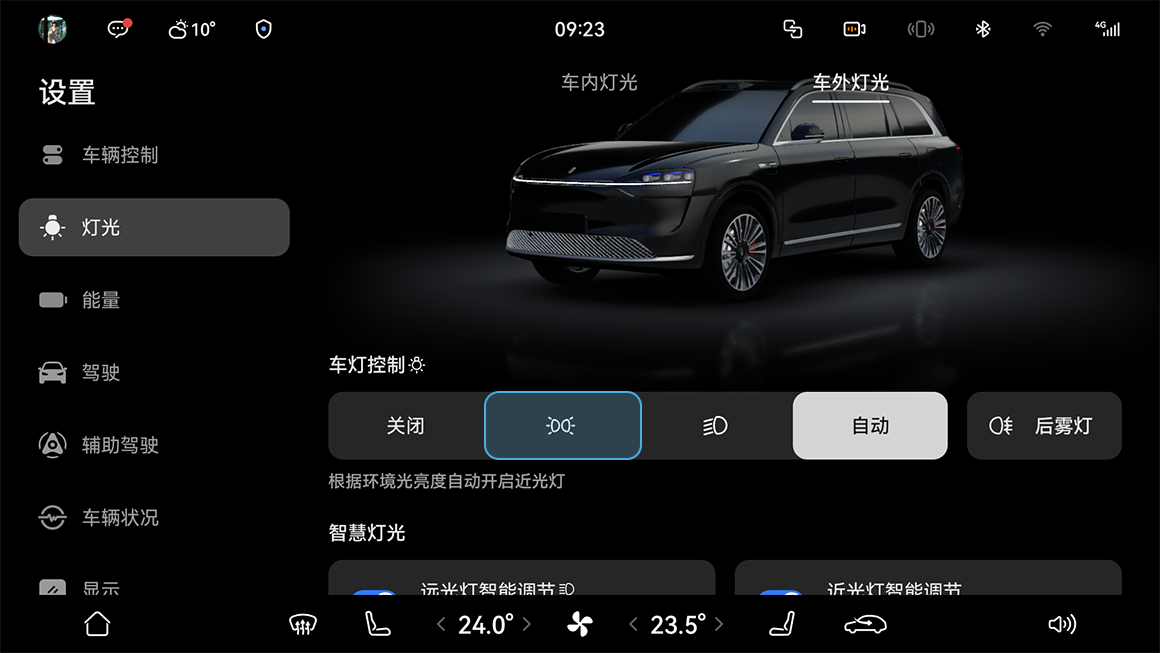 10°
09:23
4G
设置
车内灯光
车外灯光
车辆控制
灯光
能量
驾驶
辅助驾驶
车辆状况
显示
车灯控制
关闭
自动
后雾灯
根据环境光亮度自动开启近光灯
智慧灯光
远光灯智能调节
近光灯智能调节
24.0°
23.5°